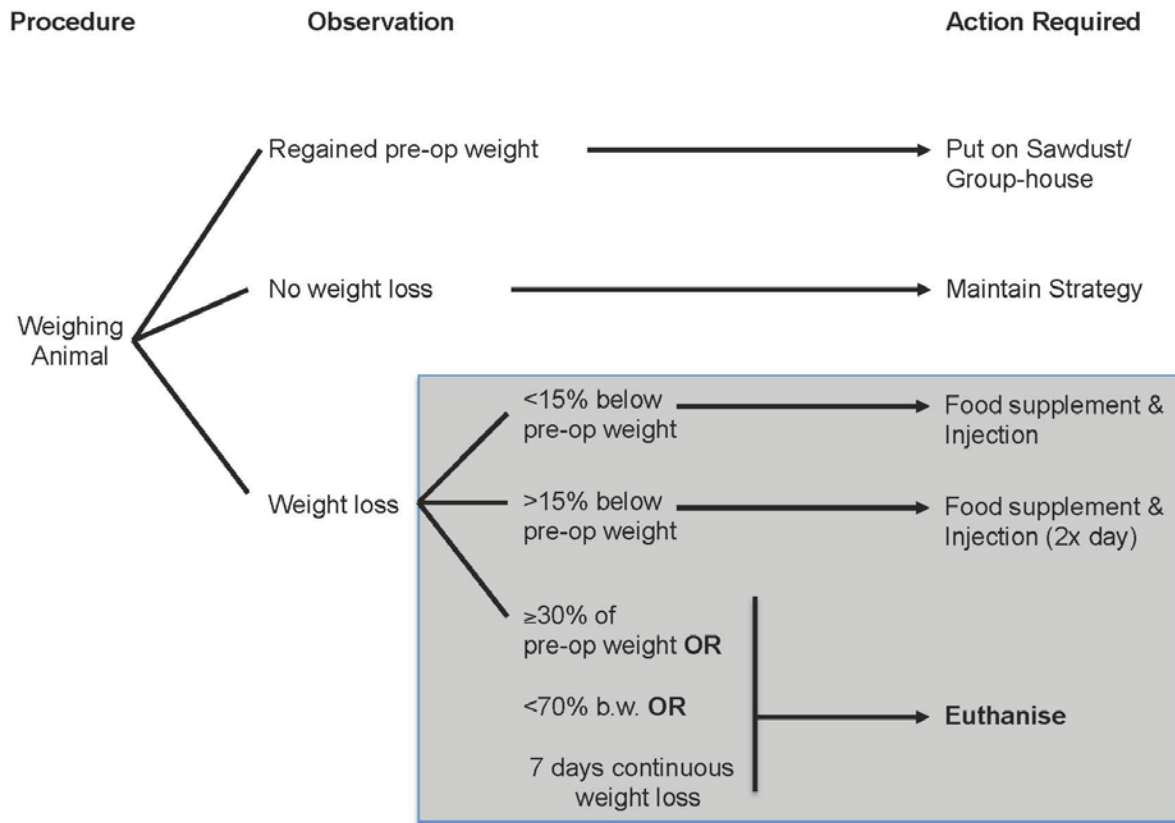 Procedure Observation Action Required
Regained pre-op weight
Put on Sawdust/
Group-house
No weight loss
Maintain Strategy
Weighing
Animal
Weight loss
<15% below
pre-op weight
Food supplement &
Injection
>15% below
pre-op weight
Food supplement &
Injection (2x day)
≥30% of
pre-op weight OR
<70% b.w. OR
7 days continuous
weight loss
Euthanise